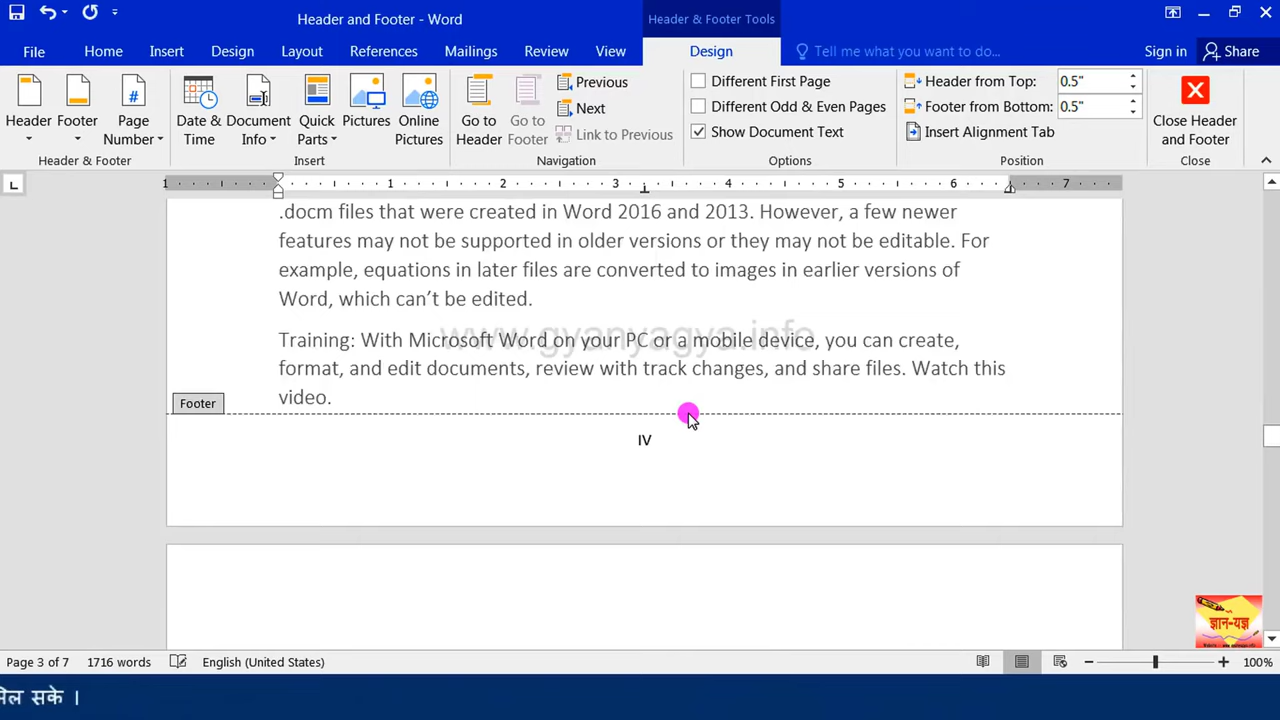 Header and Footer - Word
Header & Footer Tools
File
Home
Insert
Design
Layout
References
Mailings
Review
View
Design
Tell me what you want to do...
Sign in
Share
Header
Footer
Page Number
Header & Footer
Date & Time
Document Info
Quick Parts
Pictures
Online Pictures
Insert
Go to Header
Go to Footer
Previous
Next
Link to Previous
Navigation
Different First Page
Different Odd & Even Pages
Show Document Text
Options
Header from Top: 0.5"
Footer from Bottom: 0.5"
Insert Alignment Tab
Position
Close Header and Footer
Close
1 1 2 3 4 5 6 7
.docm files that were created in Word 2016 and 2013. However, a few newer
features may not be supported in older versions or they may not be editable. For
example, equations in later files are converted to images in earlier versions of
Word, which can’t be edited.
www.gyanyagya.info
Training: With Microsoft Word on your PC or a mobile device, you can create,
format, and edit documents, review with track changes, and share files. Watch this
video.
Footer
IV
ज्ञान-यज्ञ
Page 3 of 7
1716 words
English (United States)
100%
मिल सके ।